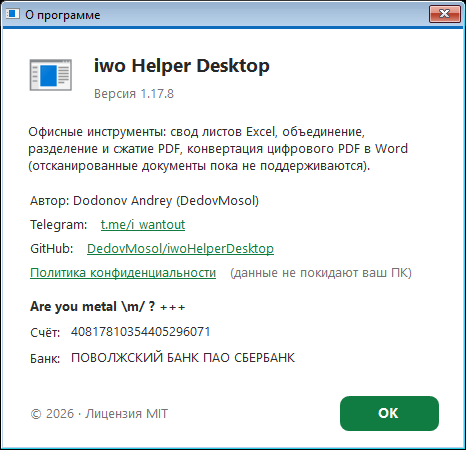 О программе
iwo Helper Desktop
Версия 1.17.8
Офисные инструменты: свод листов Excel, объединение,
разделение и сжатие PDF, конвертация цифрового PDF в Word
(отсканированные документы пока не поддерживаются).
Автор: Dodonov Andrey (DedovMosol)
Telegram: t.me/i_wantout
GitHub: DedovMosol/iwoHelperDesktop
Политика конфиденциальности (данные не покидают ваш ПК)
Are you metal \m/ ? +++
Счёт: 40817810354405296071
Банк: ПОВОЛЖСКИЙ БАНК ПАО СБЕРБАНК
© 2026 · Лицензия MIT
OK